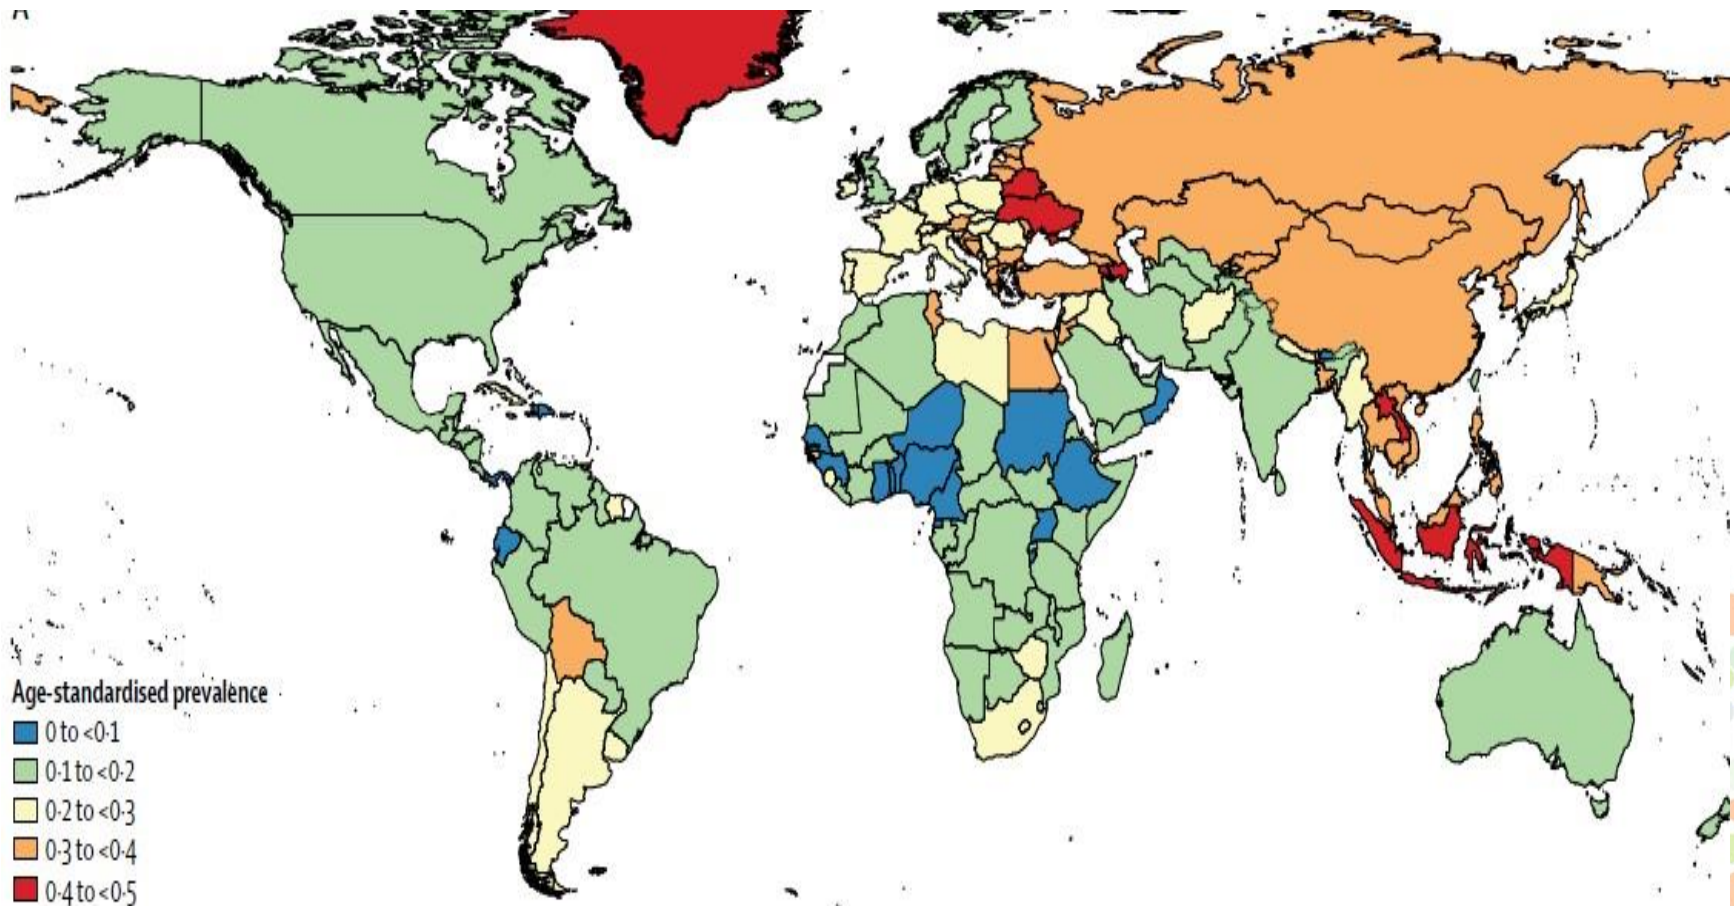 A
Age-standardised prevalence
0 to <0·1
0·1 to <0·2
0·2 to <0·3
0·3 to <0·4
0·4 to <0·5